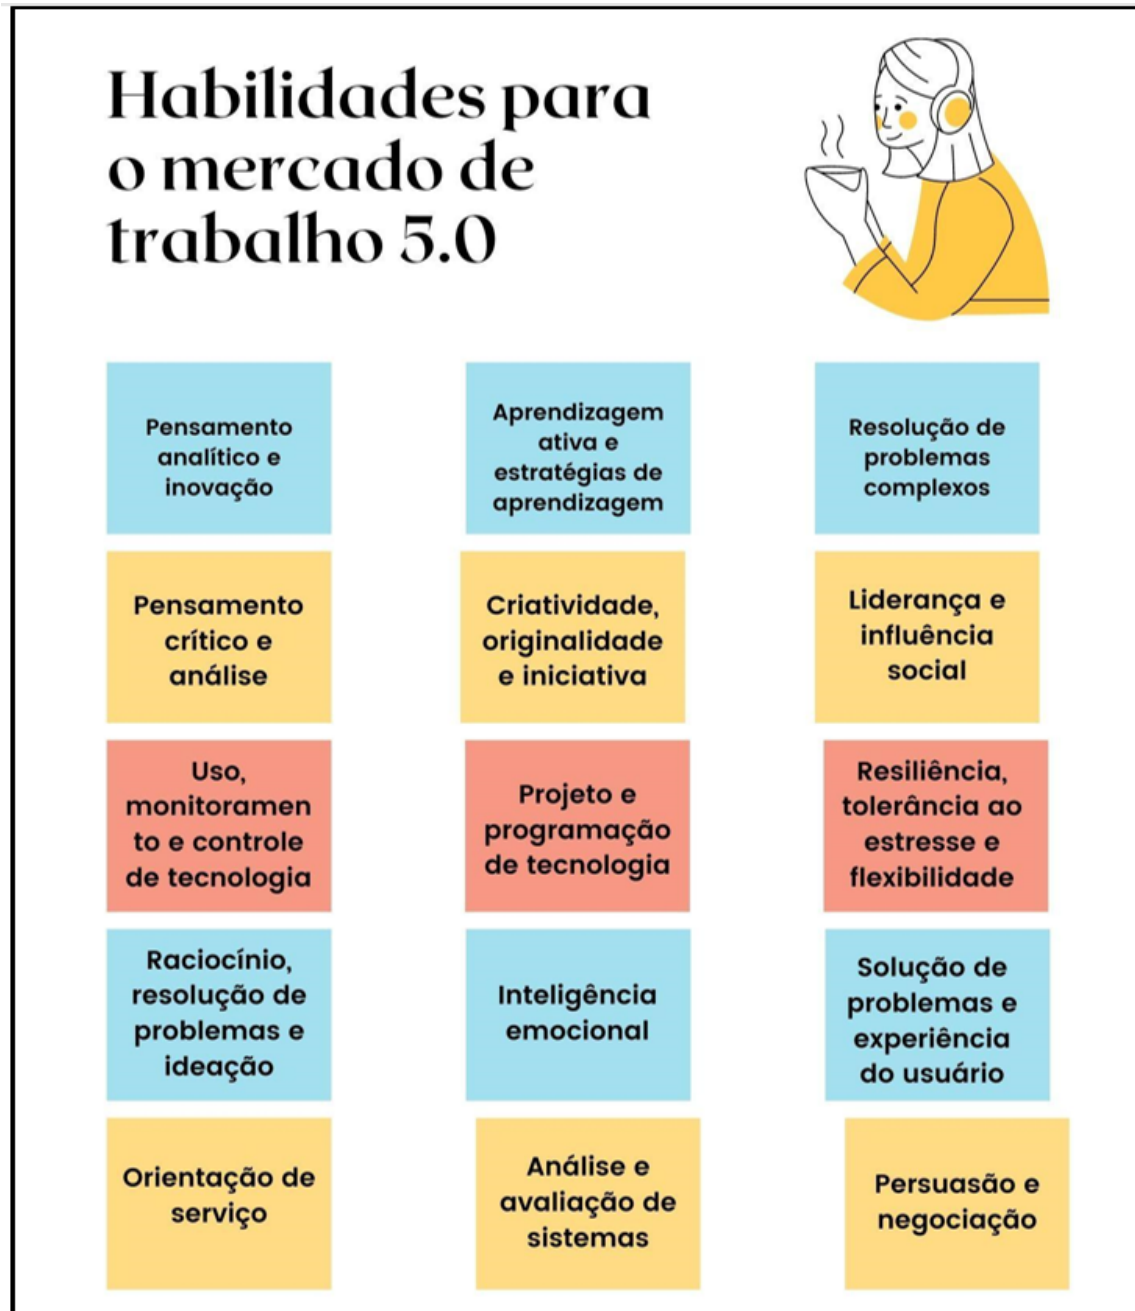 Habilidades para
o mercado de
trabalho 5.0
Pensamento
analítico e
inovação
Aprendizagem
ativa e
estratégias de
aprendizagem
Resolução de
problemas
complexos
Pensamento
crítico e
análise
Criatividade,
originalidade
e iniciativa
Liderança e
influência
social
Uso,
monitoramen
to e controle
de tecnologia
Projeto e
programação
de tecnologia
Resiliência,
tolerância ao
estresse e
flexibilidade
Raciocínio,
resolução de
problemas e
ideação
Inteligência
emocional
Solução de
problemas e
experiência
do usuário
Orientação de
serviço
Análise e
avaliação de
sistemas
Persuasão e
negociação